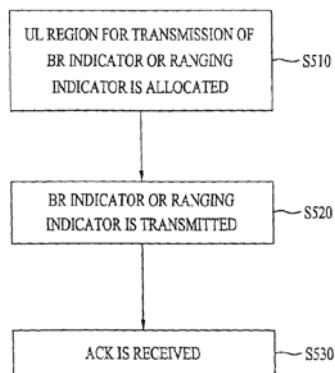 UL REGION FOR TRANSMISSION OF
BR INDICATOR OR RANGING
INDICATOR IS ALLOCATED
S510
BR INDICATOR OR RANGING
INDICATOR IS TRANSMITTED
S520
ACK IS RECEIVED
S530